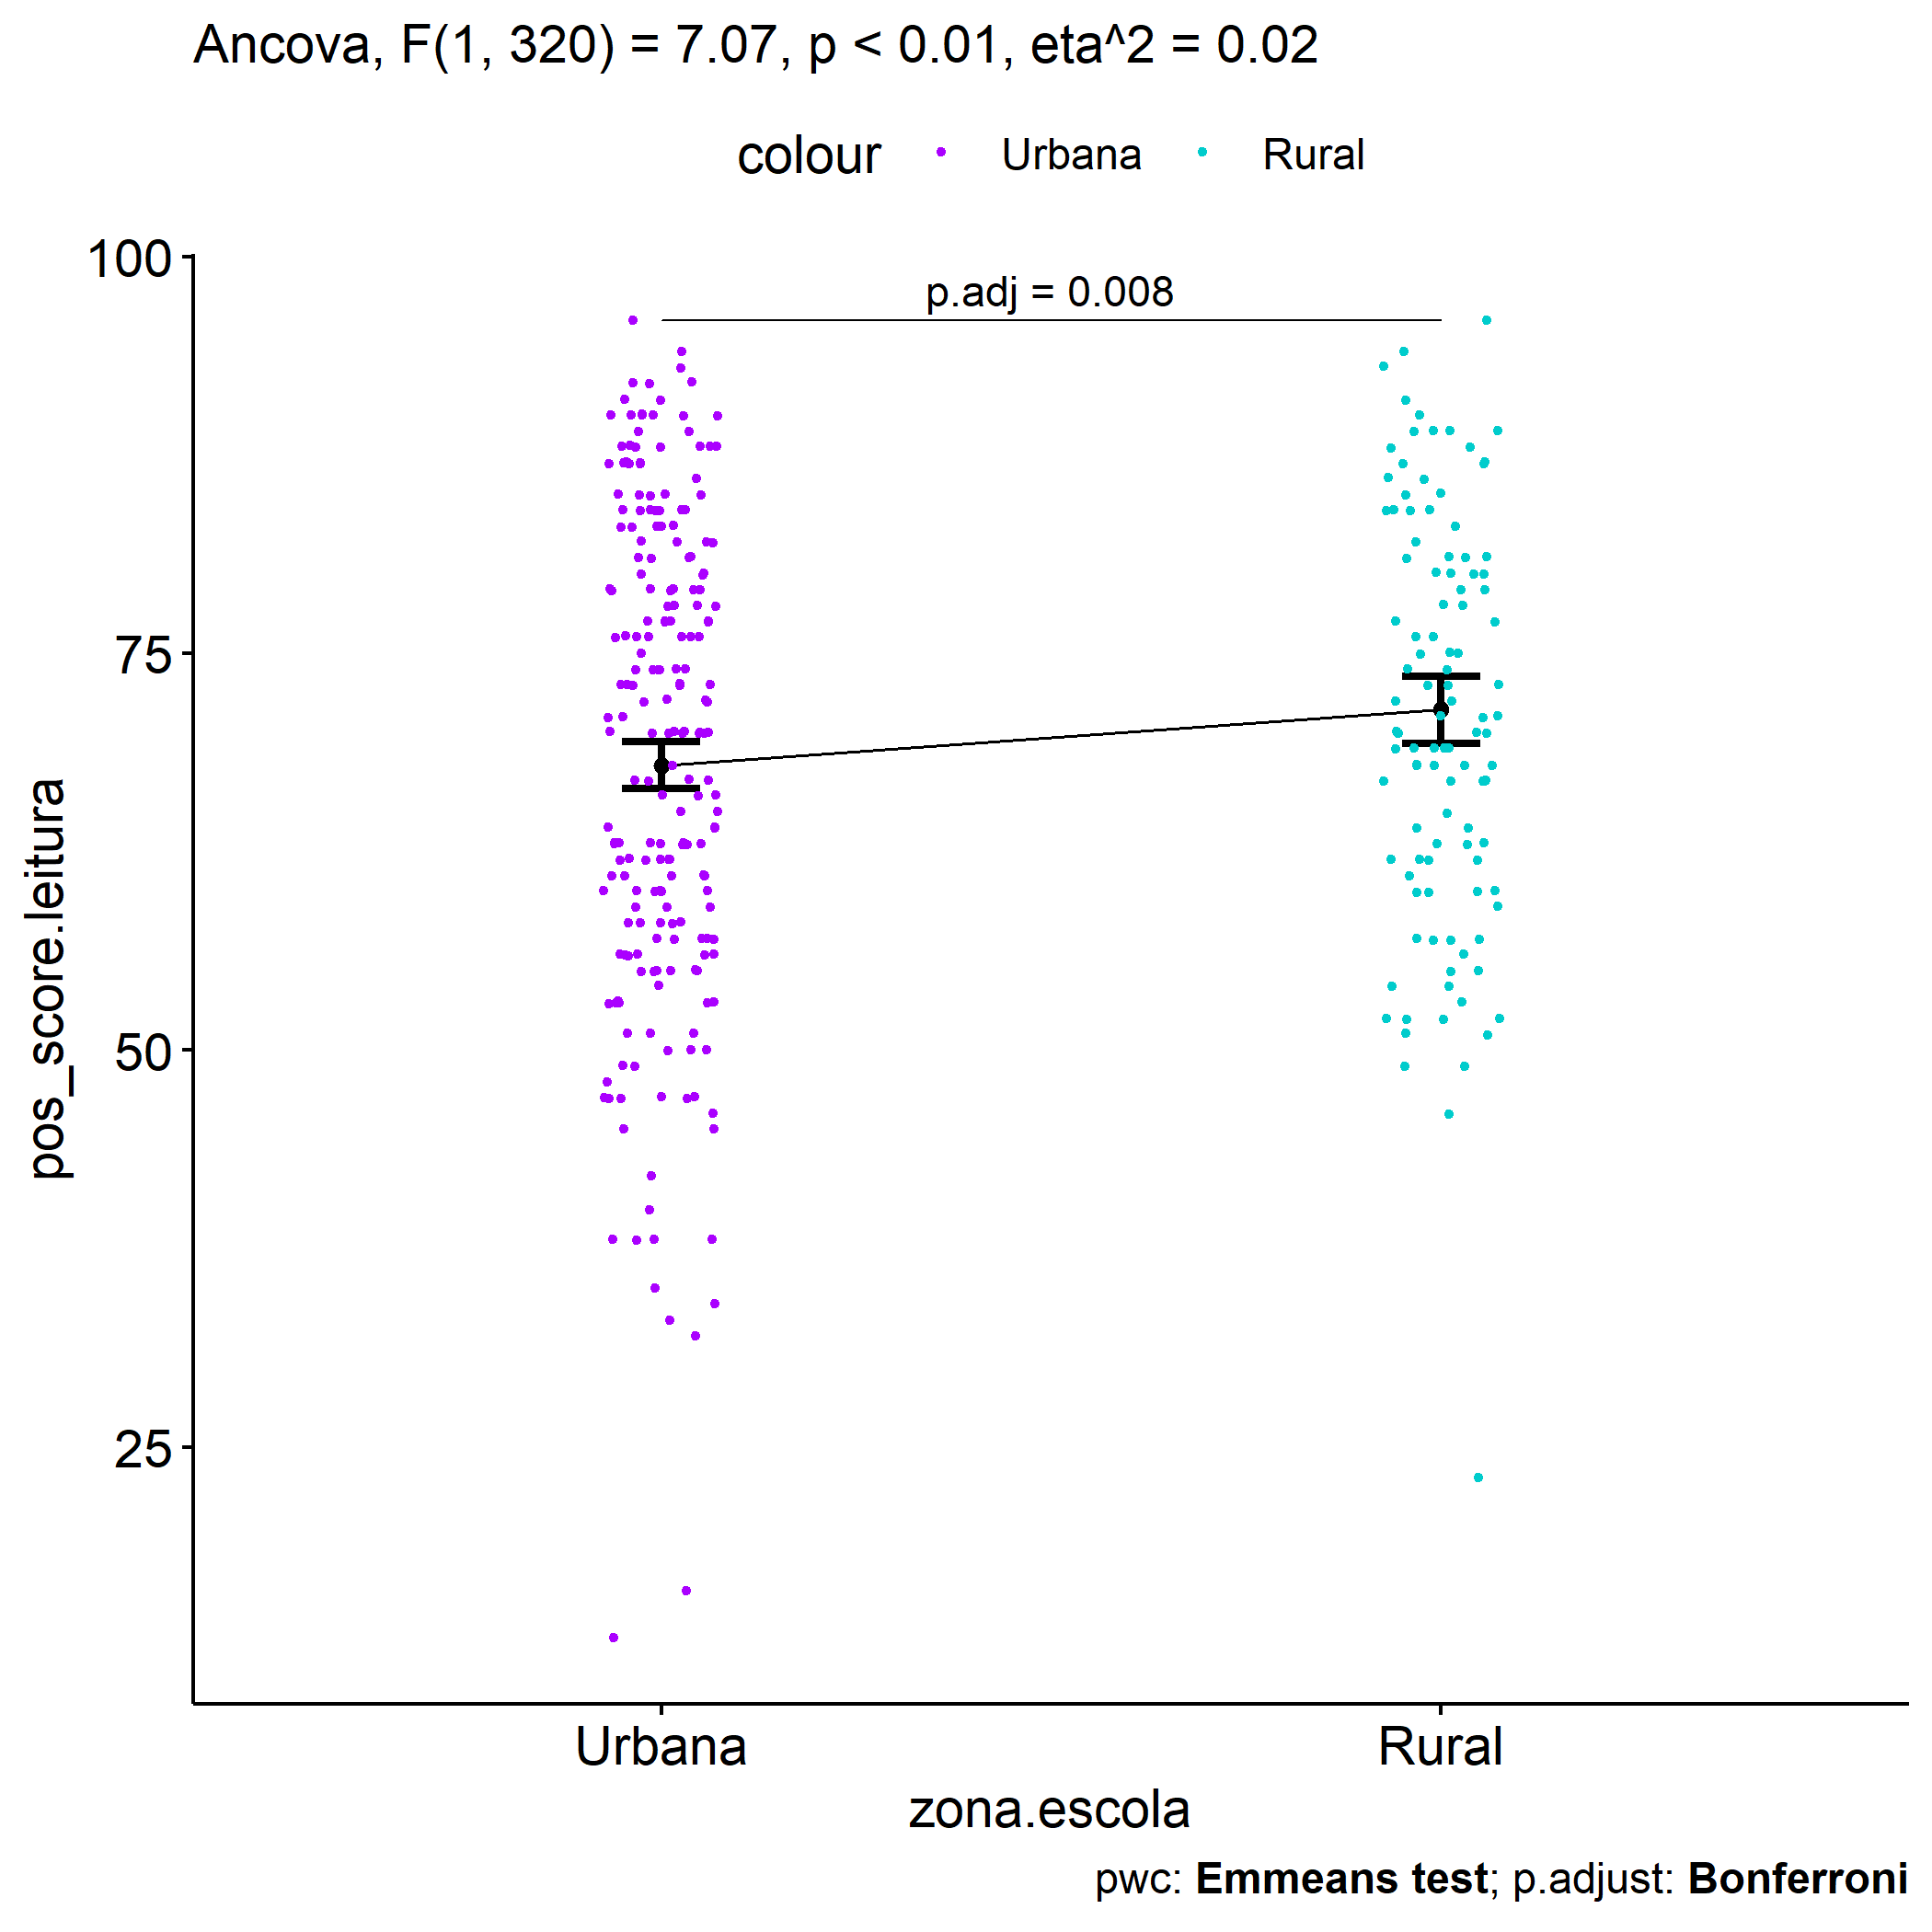 Ancova, F(1, 320) = 7.07, p < 0.01, eta^2 = 0.02
colour Urbana Rural
100
p.adj = 0.008
75
50
25
pos_score.leitura
Urbana Rural
zona.escola
pwc: Emmeans test; p.adjust: Bonferroni